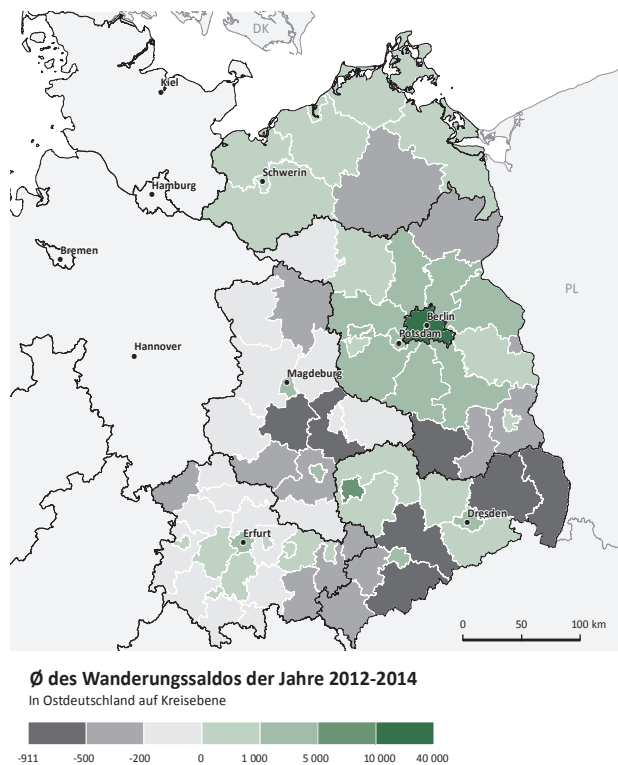 DK
Kiel
Schwerin
Hamburg
Bremen
PL
Berlin
Potsdam
Hannover
Magdeburg
Dresden
Erfurt
0 50 100 km
Ø des Wanderungssaldos der Jahre 2012-2014
In Ostdeutschland auf Kreisebene
-911 -500 -200 0 1 000 5 000 10 000 40 000